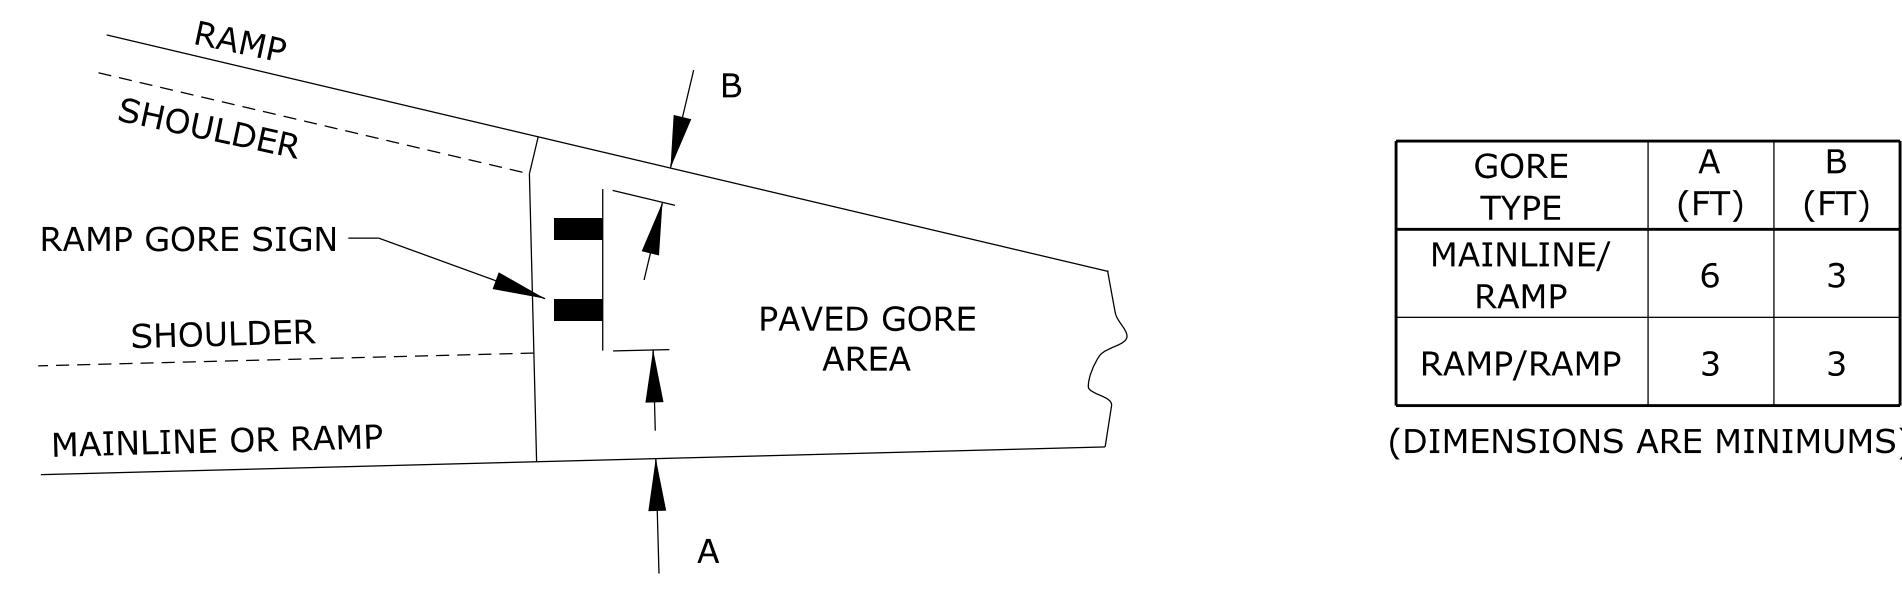 RAMP
SHOULDER
B
RAMP GORE SIGN
SHOULDER
PAVED GORE
AREA
MAINLINE OR RAMP
A
GORE
TYPE
A
(FT)
B
(FT)
MAINLINE/
RAMP
6
3
RAMP/RAMP
3
3
(DIMENSIONS ARE MINIMUMS)